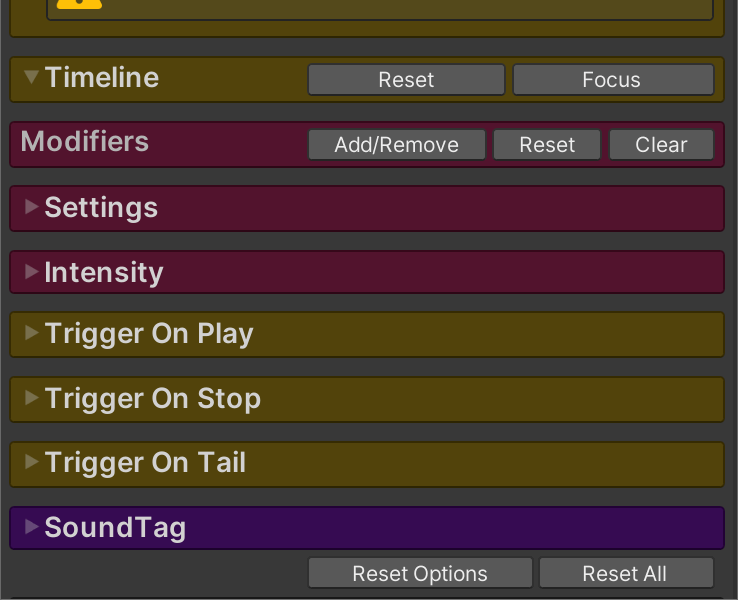 Timeline Reset Focus
Modifiers Add/Remove Reset Clear
Settings
Intensity
Trigger On Play
Trigger On Stop
Trigger On Tail
SoundTag
Reset Options Reset All